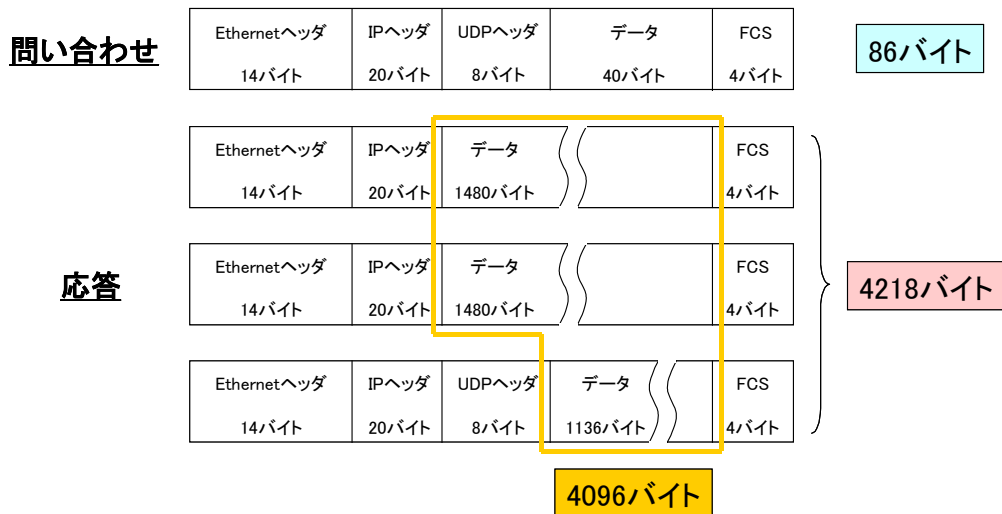 問い合わせ
Ethernetヘッダ IPヘッダ UDPヘッダ データ FCS
14バイト 20バイト 8バイト 40バイト 4バイト
86バイト
Ethernetヘッダ IPヘッダ データ FCS
14バイト 20バイト 1480バイト 4バイト
応答
Ethernetヘッダ IPヘッダ データ FCS
14バイト 20バイト 1480バイト 4バイト
4218バイト
Ethernetヘッダ IPヘッダ UDPヘッダ データ FCS
14バイト 20バイト 8バイト 1136バイト 4バイト
4096バイト